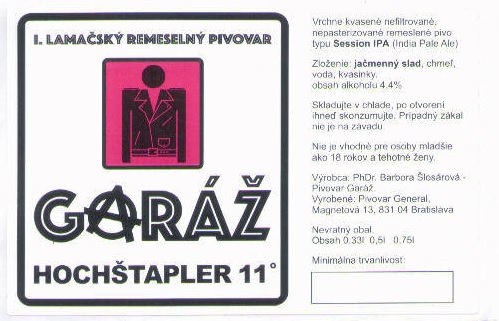 I. LAMAČSKÝ REMESELNÝ PIVOVAR
GARÁŽ
HOCHŠTAPLER 11°
Vrchne kvasené nefiltrované,
nepasterizované remeslené pivo
typu Session IPA (India Pale Ale)
Zloženie: jačmenný slad, chmeľ,
voda, kvasinky.
obsah alkoholu 4.4%
Skladujte v chlade, po otvorení
ihneď skonzumujte. Prípadný zákal
nie je na závadu.
Nie je vhodné pre osoby mladšie
ako 18 rokov a tehotné ženy.
Výrobca: PhDr. Barbora Šlosárová -
Pivovar Garáž.
Vyrobené: Pivovar General,
Magnetová 13, 831 04 Bratislava
Nevratný obal.
Obsah 0.33l 0,5l 0.75l
Minimálna trvanlivosť: